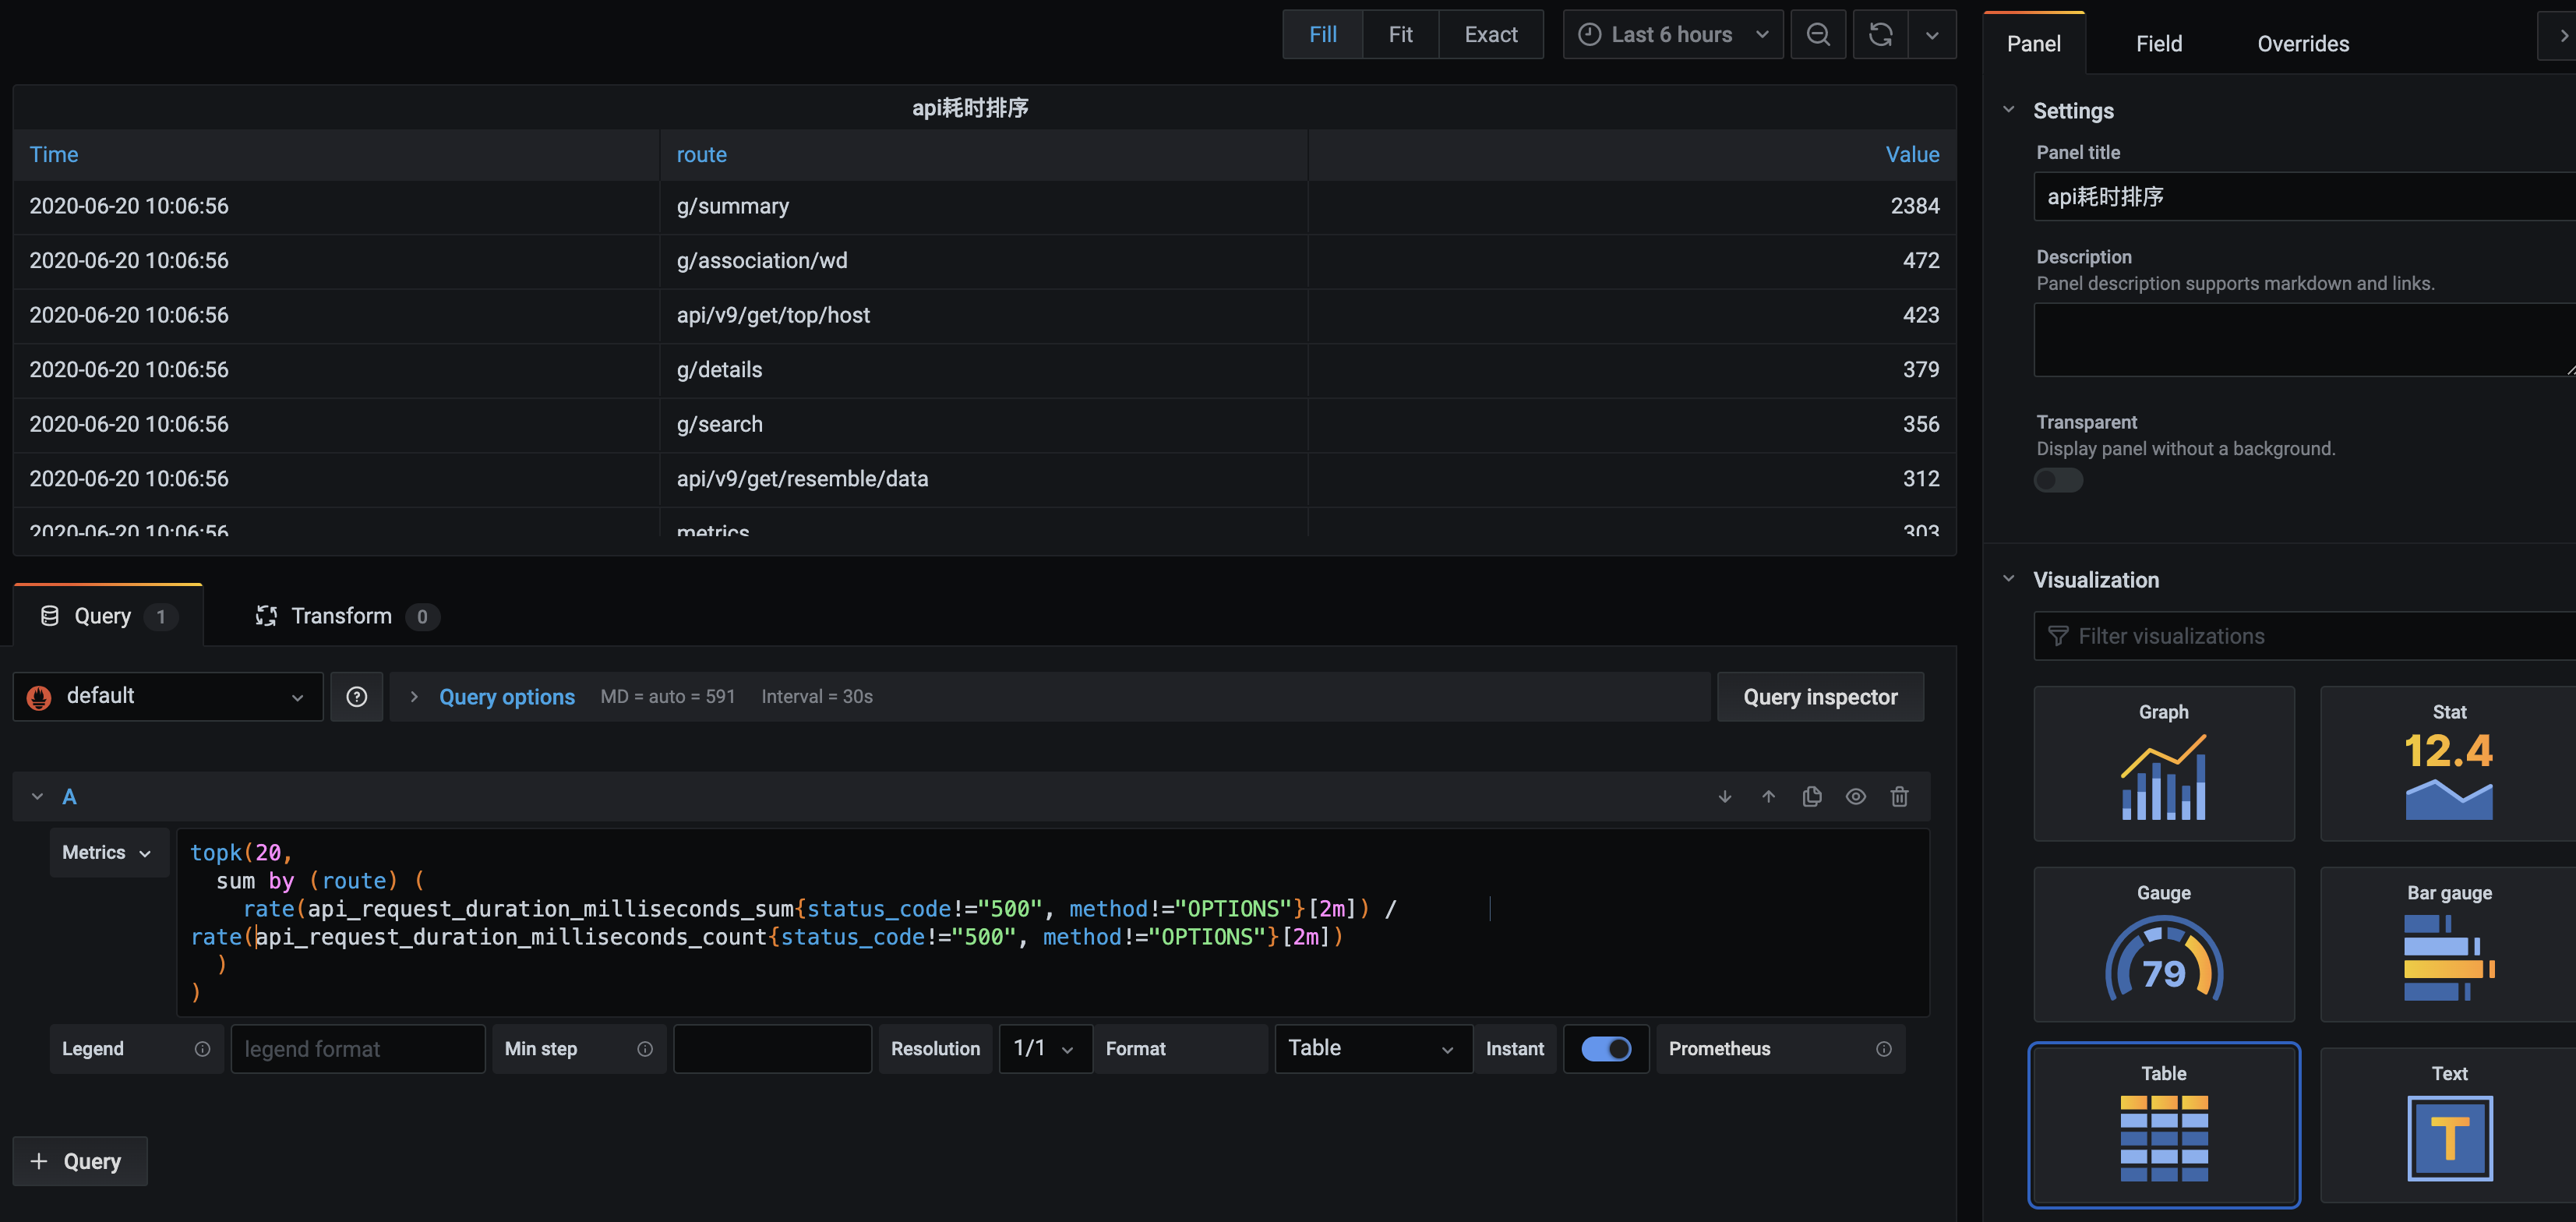 Fill Fit Exact Last 6 hours
Panel Field Overrides
api耗时排序
Time route Value
2020-06-20 10:06:56 g/summary 2384
2020-06-20 10:06:56 g/association/wd 472
2020-06-20 10:06:56 api/v9/get/top/host 423
2020-06-20 10:06:56 g/details 379
2020-06-20 10:06:56 g/search 356
2020-06-20 10:06:56 api/v9/get/resemble/data 312
2020-06-20 10:06:56 metrics 303
Query 1 Transform 0
default Query options MD = auto = 591 Interval = 30s Query inspector
A
Metrics
topk(20,
sum by (route) (
rate(api_request_duration_milliseconds_sum{status_code!="500", method!="OPTIONS"}[2m]) /
rate(api_request_duration_milliseconds_count{status_code!="500", method!="OPTIONS"}[2m])
)
)
Legend legend format Min step Resolution 1/1 Format Table Instant Prometheus
+ Query
Settings
Panel title
api耗时排序
Description
Panel description supports markdown and links.
Transparent
Display panel without a background.
Visualization
Filter visualizations
Graph Stat
12.4
Gauge Bar gauge
79
Table Text
T